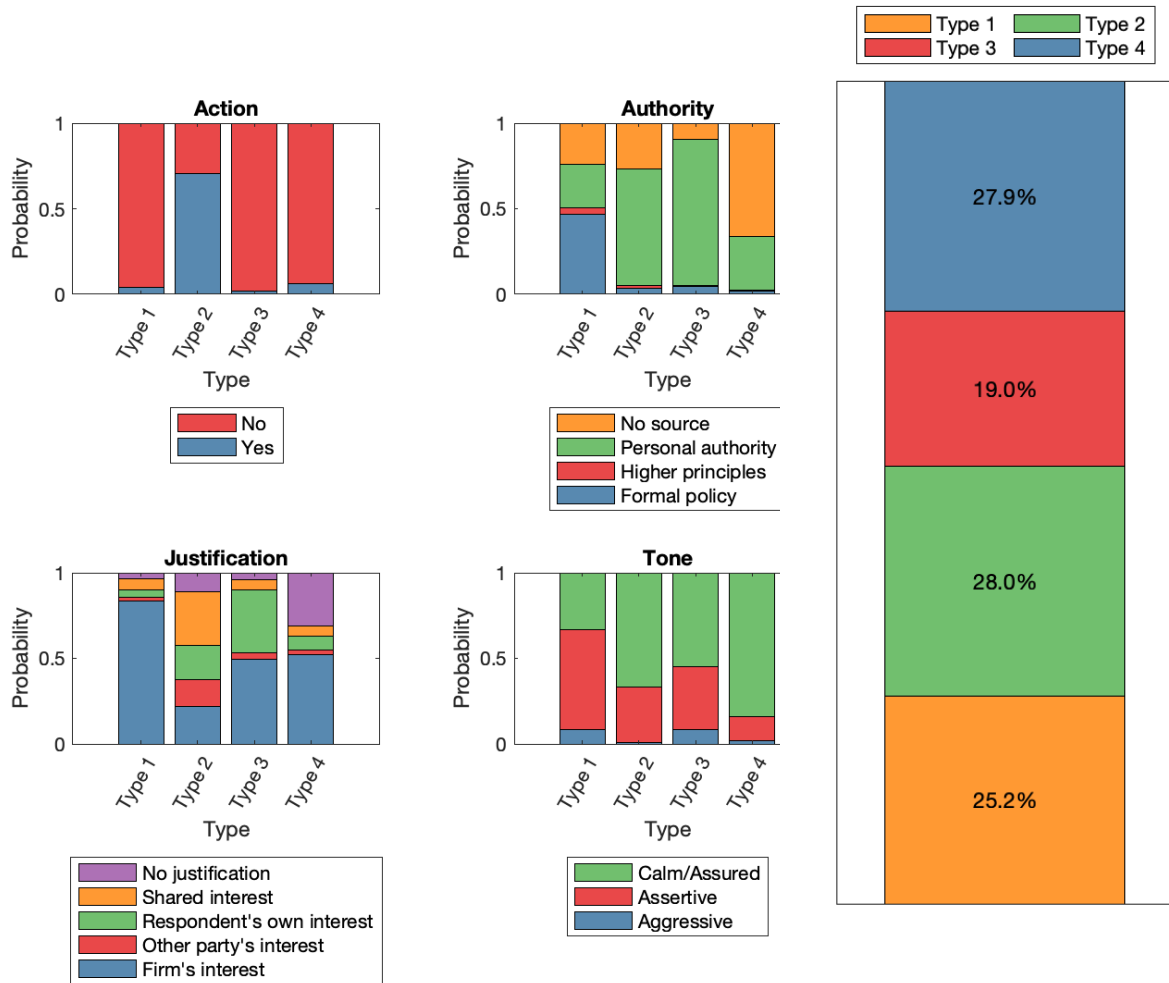 Action
1
0.5
0
Probability
Type 1
Type 2
Type 3
Type 4
Type
No
Yes
Authority
1
0.5
0
Probability
Type 1
Type 2
Type 3
Type 4
Type
No source
Personal authority
Higher principles
Formal policy
Justification
1
0.5
0
Probability
Type 1
Type 2
Type 3
Type 4
Type
No justification
Shared interest
Respondent's own interest
Other party's interest
Firm's interest
Tone
1
0.5
0
Probability
Type 1
Type 2
Type 3
Type 4
Type
Calm/Assured
Assertive
Aggressive
Type 1 Type 2
Type 3 Type 4
27.9%
19.0%
28.0%
25.2%